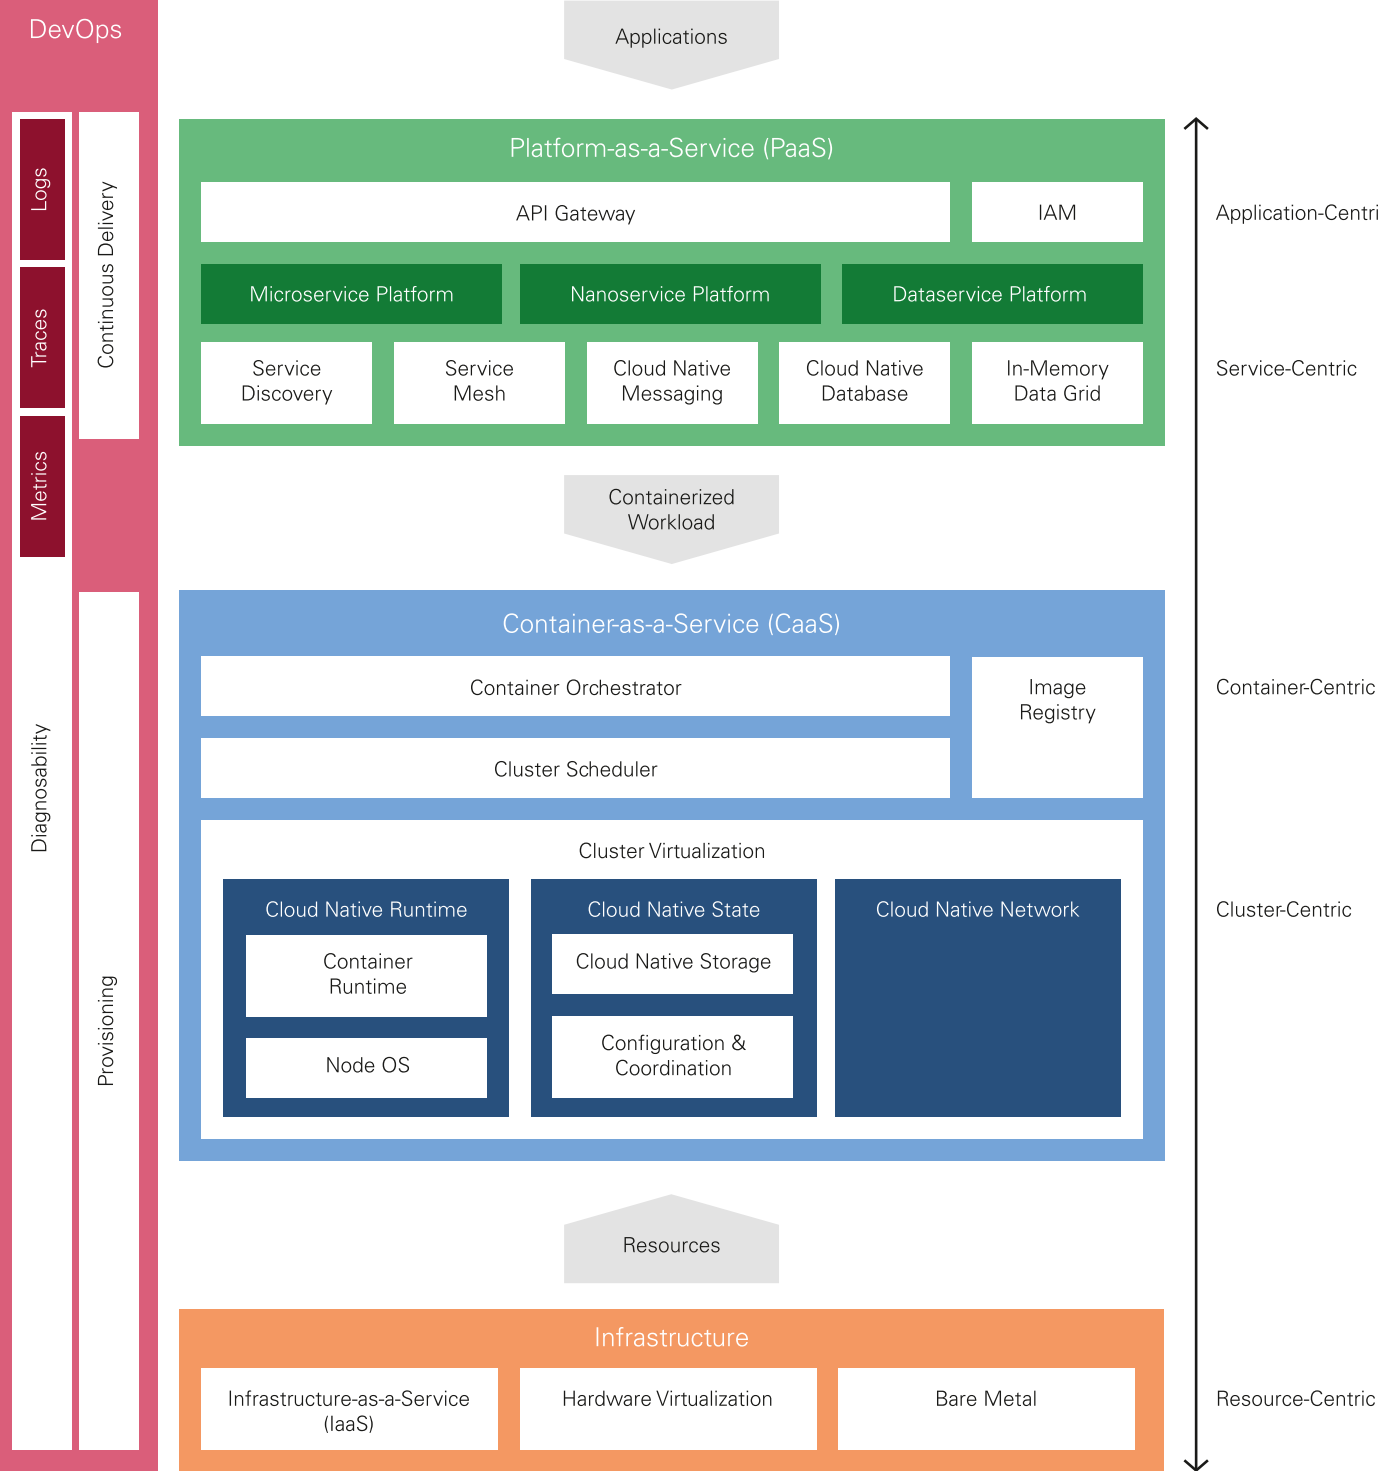 DevOps
Logs
Traces
Metrics
Diagnosability
Continuous Delivery
Provisioning
Applications
Platform-as-a-Service (PaaS)
API Gateway
IAM
Microservice Platform
Nanoservice Platform
Dataservice Platform
Service
Discovery
Service
Mesh
Cloud Native
Messaging
Cloud Native
Database
In-Memory
Data Grid
Containerized
Workload
Container-as-a-Service (CaaS)
Container Orchestrator
Image
Registry
Cluster Scheduler
Cluster Virtualization
Cloud Native Runtime
Container
Runtime
Node OS
Cloud Native State
Cloud Native Storage
Configuration &
Coordination
Cloud Native Network
Resources
Infrastructure
Infrastructure-as-a-Service
(IaaS)
Hardware Virtualization
Bare Metal
Application-Centri
Service-Centric
Container-Centric
Cluster-Centric
Resource-Centric